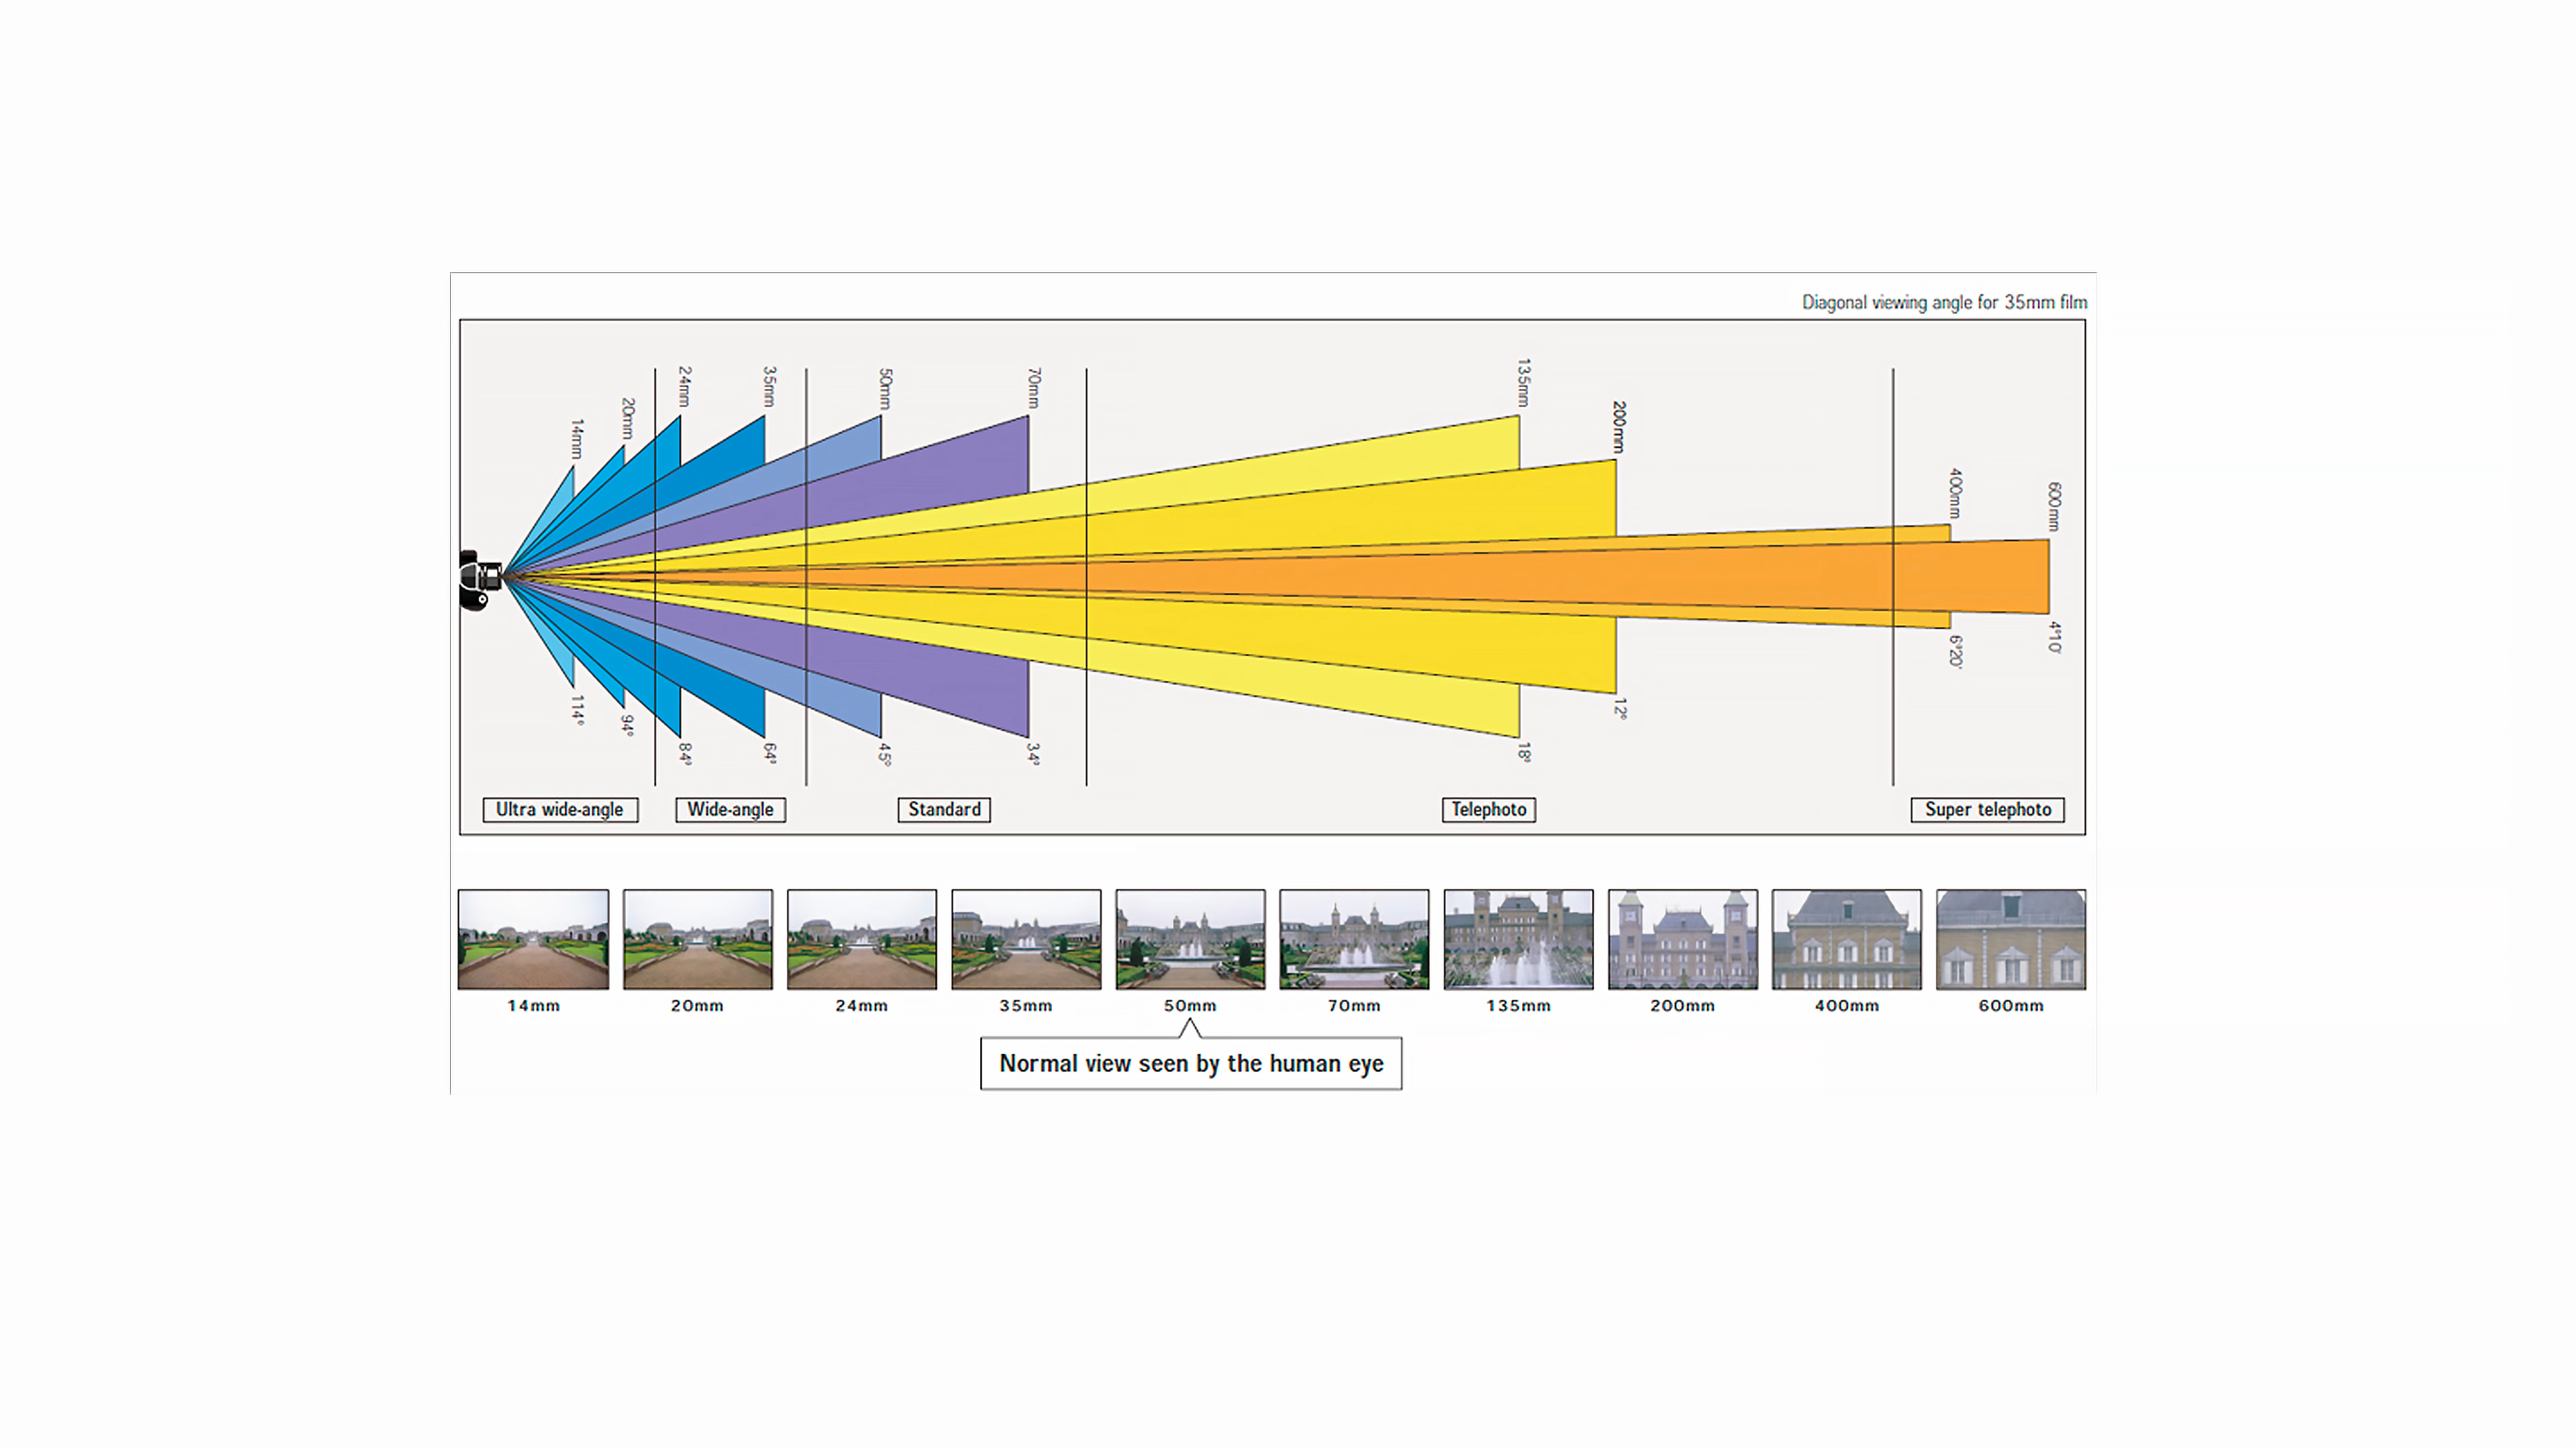 Diagonal viewing angle for 35mm film
14mm
20mm
24mm
35mm
50mm
70mm
135mm
200mm
400mm
600mm
114°
94°
84°
64°
45°
34°
18°
12°
6°20'
4°10'
Ultra wide-angle
Wide-angle
Standard
Telephoto
Super telephoto
14mm
20mm
24mm
35mm
50mm
70mm
135mm
200mm
400mm
600mm
Normal view seen by the human eye